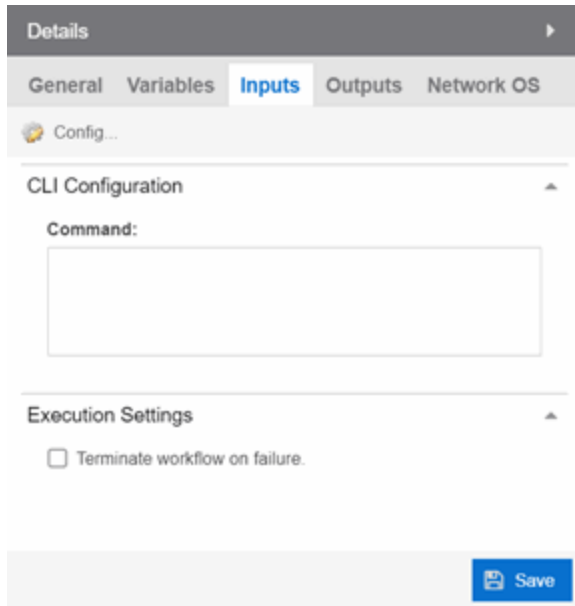 Details
General Variables Inputs Outputs Network OS
Config...
CLI Configuration
Command:
Execution Settings
Terminate workflow on failure.
Save